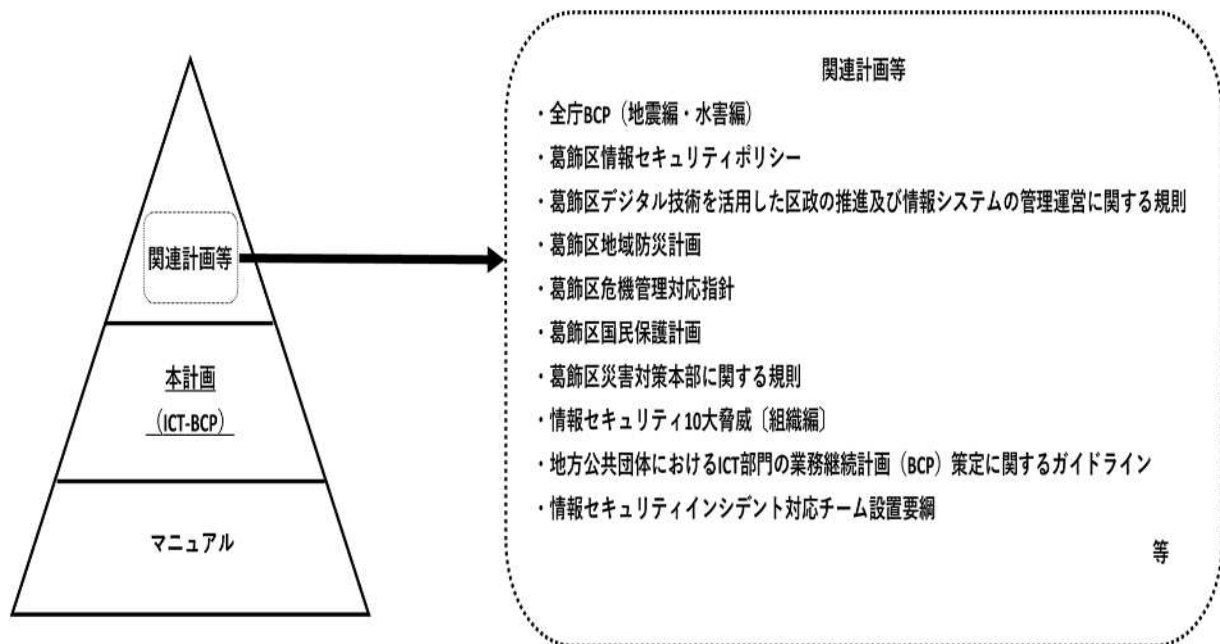 関連計画等
本計画
（ICT-BCP）
マニュアル
関連計画等
・全庁BCP（地震編・水害編）
・葛飾区情報セキュリティポリシー
・葛飾区デジタル技術を活用した区政の推進及び情報システムの管理運営に関する規則
・葛飾区地域防災計画
・葛飾区危機管理対応指針
・葛飾区国民保護計画
・葛飾区災害対策本部に関する規則
・情報セキュリティ10大脅威〔組織編〕
・地方公共団体におけるICT部門の業務継続計画（BCP）策定に関するガイドライン
・情報セキュリティインシデント対応チーム設置要綱
等